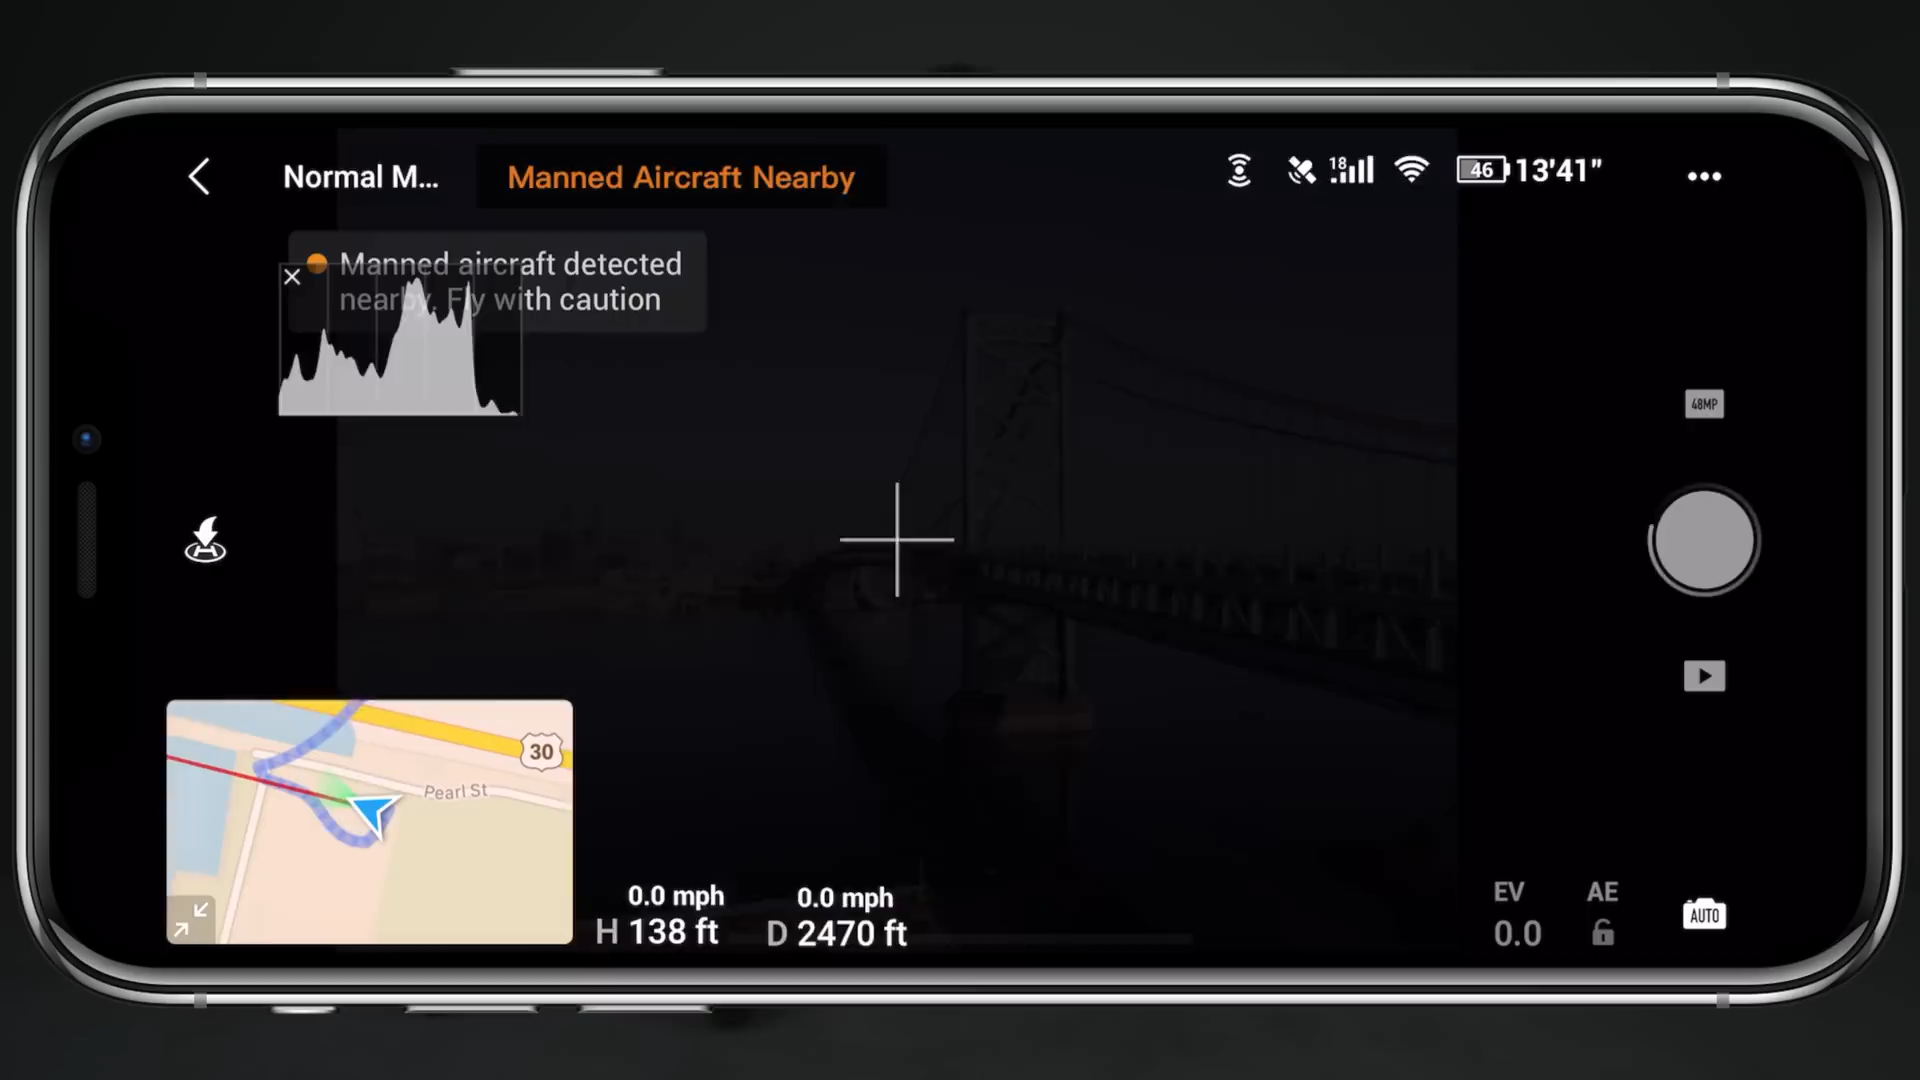 Normal M...
Manned Aircraft Nearby
18
46
13'41"
Manned aircraft detected
nearby. Fly with caution
48MP
30
Pearl St
0.0 mph
0.0 mph
H 138 ft
D 2470 ft
EV
AE
0.0
AUTO